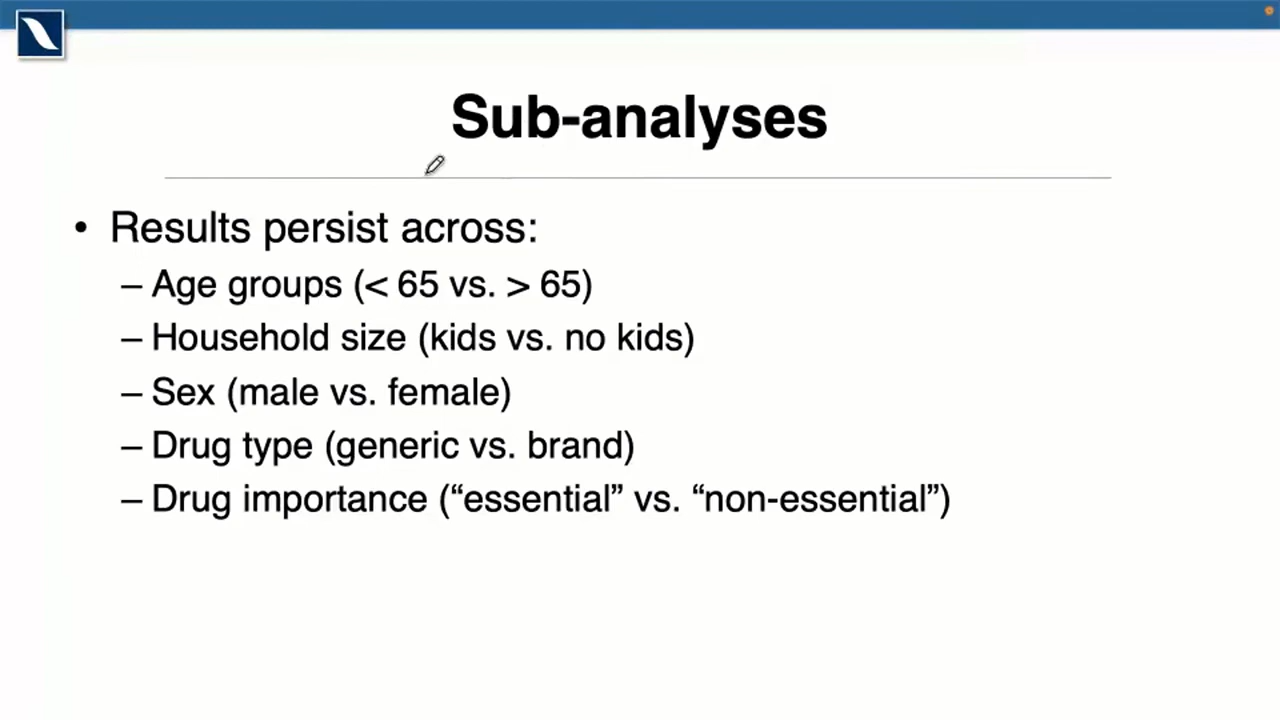 Sub-analyses
• Results persist across:
– Age groups (< 65 vs. > 65)
– Household size (kids vs. no kids)
– Sex (male vs. female)
– Drug type (generic vs. brand)
– Drug importance (“essential” vs. “non-essential”)